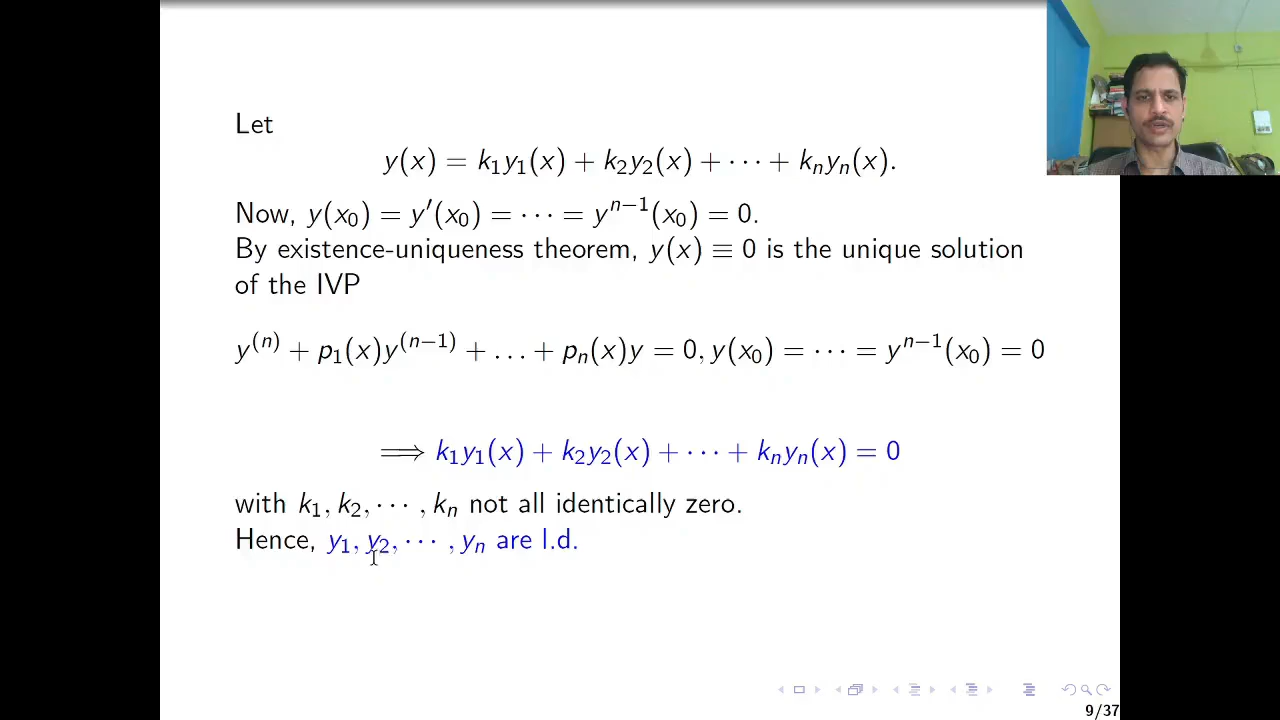 Let
y(x) = k₁y₁(x) + k₂y₂(x) + ⋯ + kₙyₙ(x).
Now, y(x₀) = y′(x₀) = ⋯ = yⁿ⁻¹(x₀) = 0.
By existence-uniqueness theorem, y(x) ≡ 0 is the unique solution
of the IVP
y⁽ⁿ⁾ + p₁(x)y⁽ⁿ⁻¹⁾ + … + pₙ(x)y = 0, y(x₀) = ⋯ = yⁿ⁻¹(x₀) = 0
⟹ k₁y₁(x) + k₂y₂(x) + ⋯ + kₙyₙ(x) = 0
with k₁, k₂, ⋯ , kₙ not all identically zero.
Hence, y₁, y₂, ⋯ , yₙ are l.d.
9/37